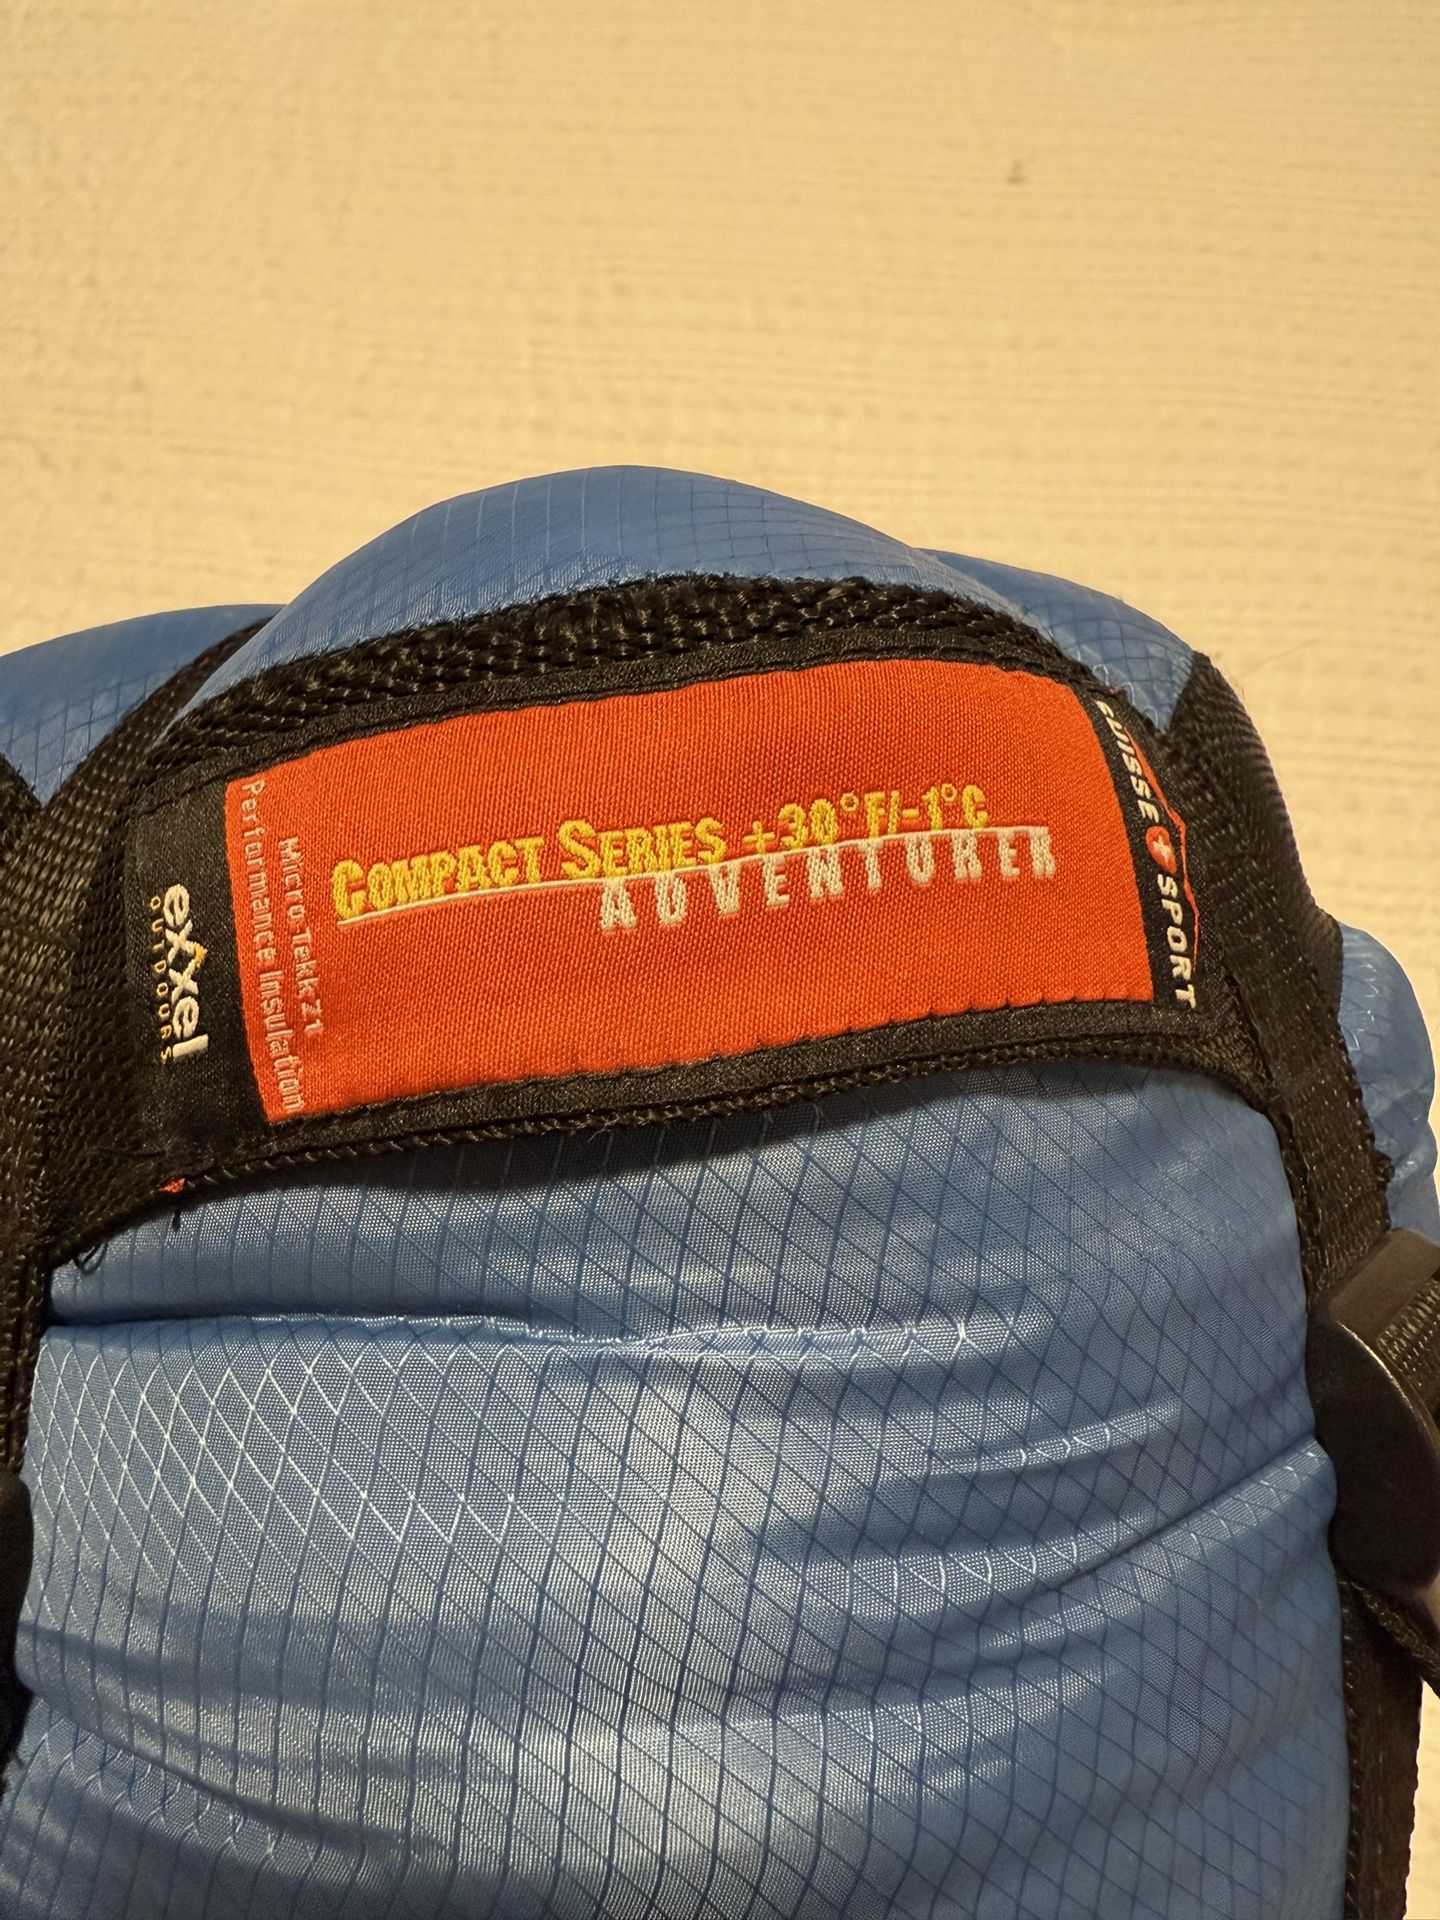 COMPACT SERIES +30°F/-1°C
ADVENTURER
exxel
OUTDOORS
Micro Tekk Z1
Performance Insulation
SUISSE SPORT